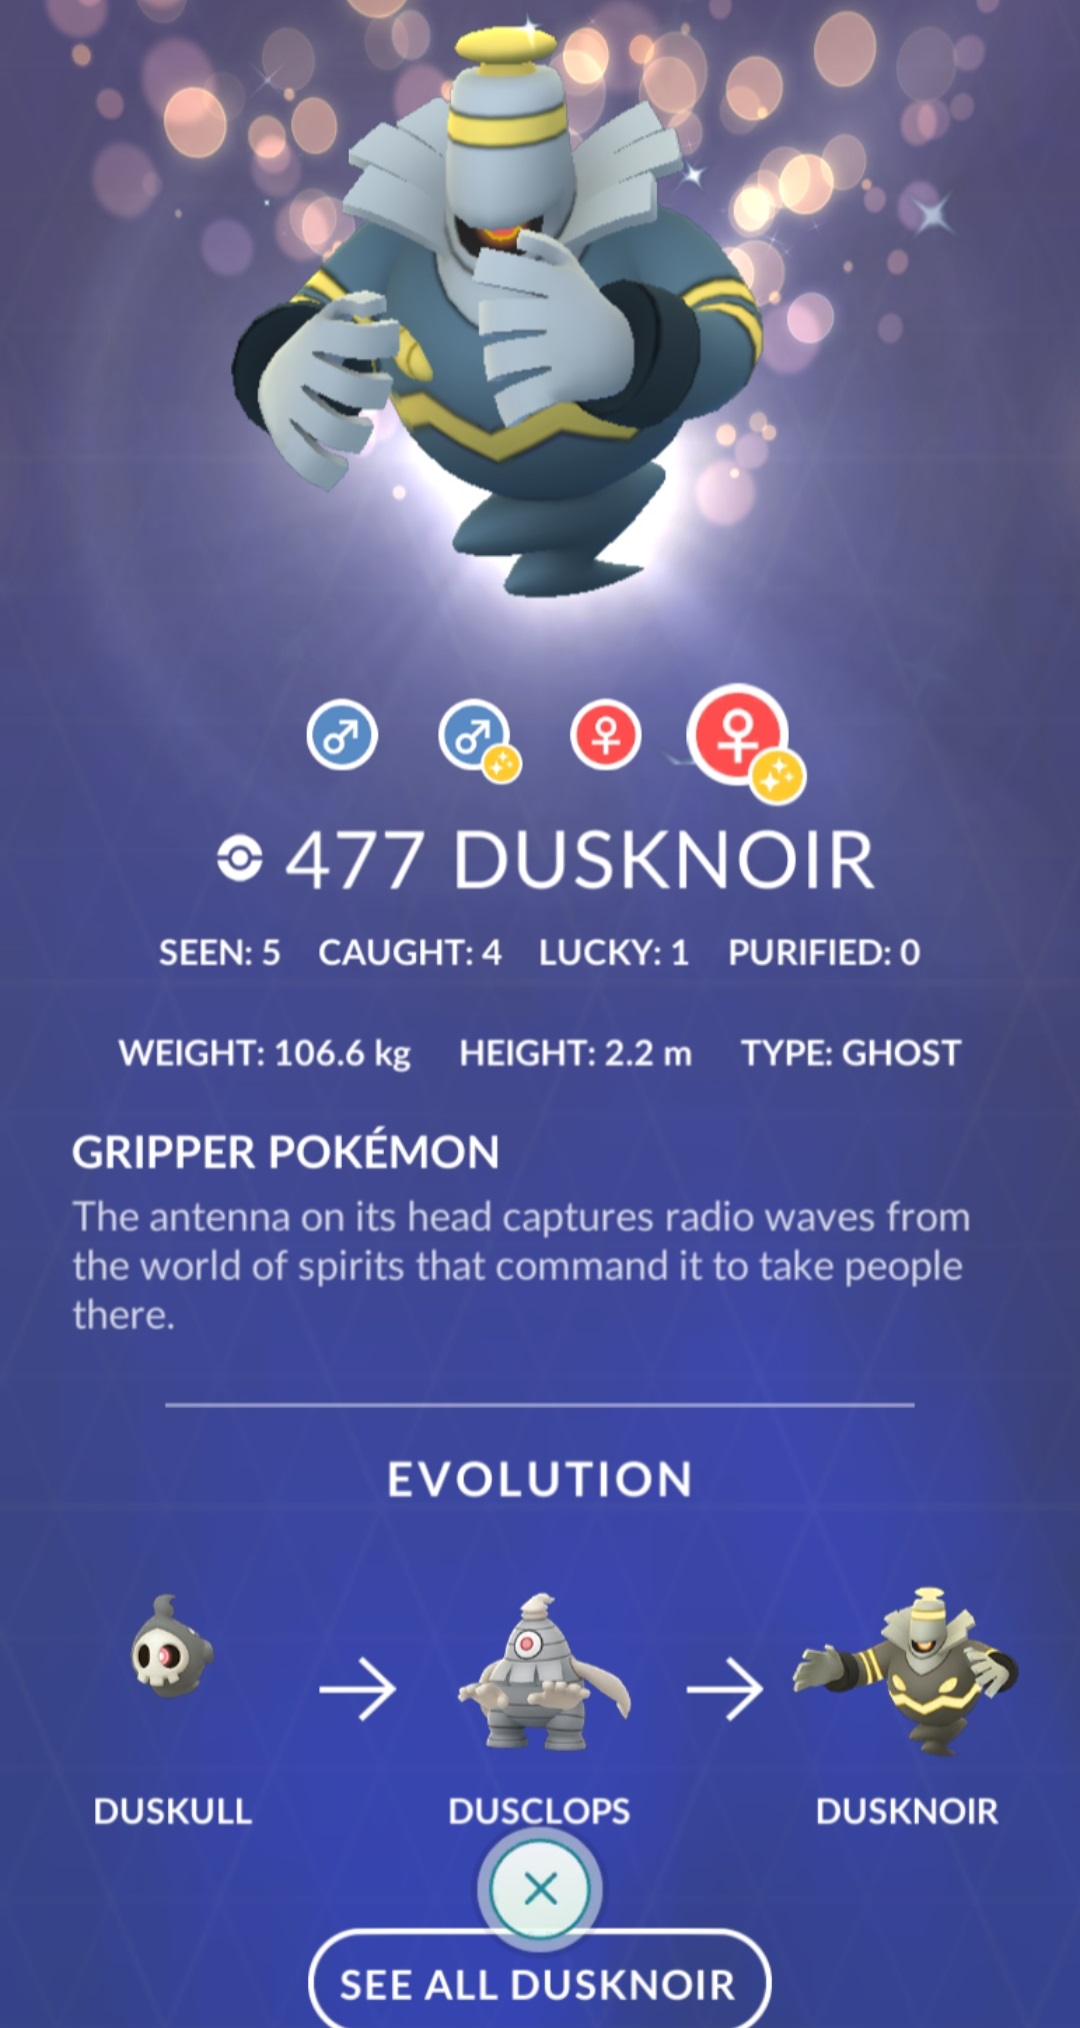 477 DUSKNOIR
SEEN: 5 CAUGHT: 4 LUCKY: 1 PURIFIED: 0
WEIGHT: 106.6 kg HEIGHT: 2.2 m TYPE: GHOST
GRIPPER POKÉMON
The antenna on its head captures radio waves from
the world of spirits that command it to take people
there.
EVOLUTION
DUSKULL DUSCLOPS DUSKNOIR
SEE ALL DUSKNOIR